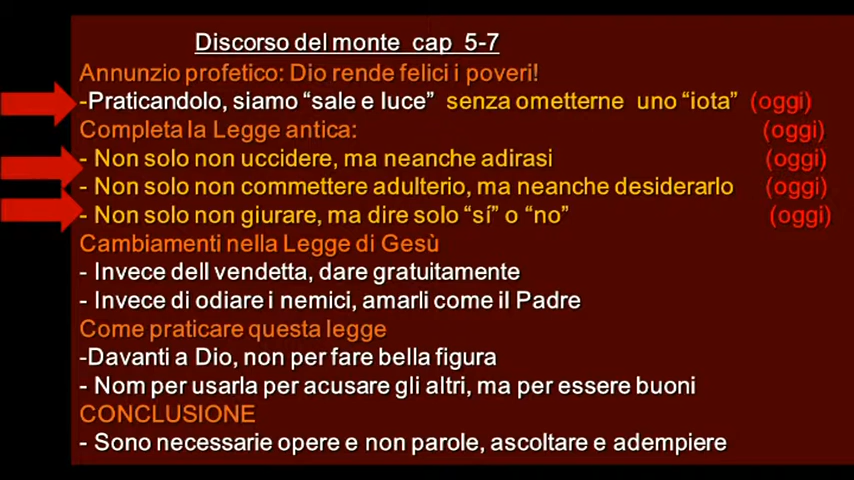 Discorso del monte cap 5-7
Annunzio profetico: Dio rende felici i poveri!
-Praticandolo, siamo “sale e luce” senza ometterne uno “iota” (oggi)
Completa la Legge antica: (oggi)
- Non solo non uccidere, ma neanche adirasi (oggi)
- Non solo non commettere adulterio, ma neanche desiderarlo (oggi)
- Non solo non giurare, ma dire solo “sí” o “no” (oggi)
Cambiamenti nella Legge di Gesù
- Invece dell vendetta, dare gratuitamente
- Invece di odiare i nemici, amarli come il Padre
Come praticare questa legge
-Davanti a Dio, non per fare bella figura
- Nom per usarla per acusare gli altri, ma per essere buoni
CONCLUSIONE
- Sono necessarie opere e non parole, ascoltare e adempiere